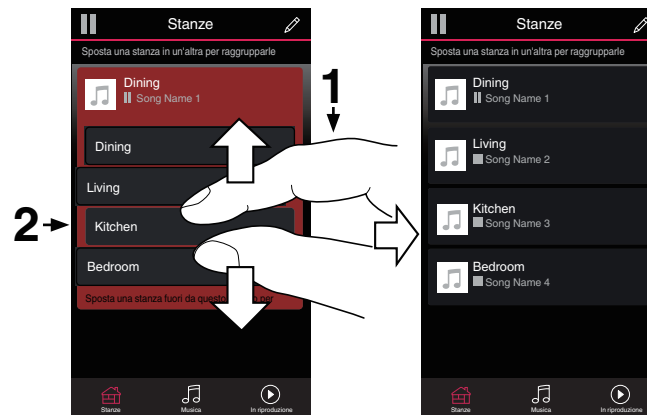 Stanze
Sposta una stanza in un'altra per raggrupparle
Dining
Song Name 1
Dining
Living
Kitchen
Bedroom
Sposta una stanza fuori da questo per
Stanze
Musica
In riproduzione
1
2
Stanze
Sposta una stanza in un'altra per raggrupparle
Dining
Song Name 1
Living
Song Name 2
Kitchen
Song Name 3
Bedroom
Song Name 4
Stanze
Musica
In riproduzione